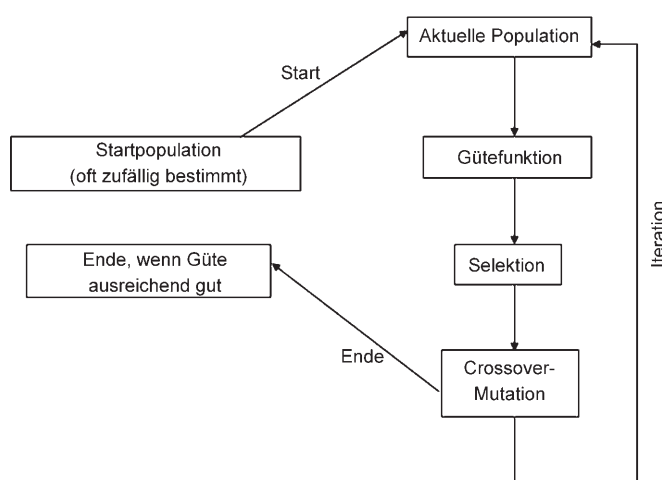 Aktuelle Population
Start
Startpopulation
(oft zufällig bestimmt)
Gütefunktion
Iteration
Ende, wenn Güte
ausreichend gut
Selektion
Ende
Crossover-
Mutation